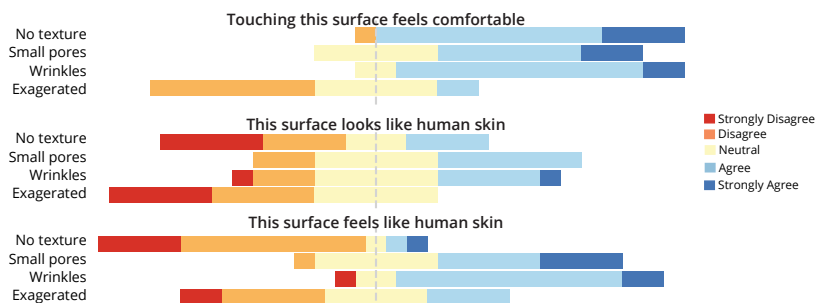 Touching this surface feels comfortable
No texture
Small pores
Wrinkles
Exagerated
This surface looks like human skin
No texture
Small pores
Wrinkles
Exagerated
This surface feels like human skin
No texture
Small pores
Wrinkles
Exagerated
Strongly Disagree
Disagree
Neutral
Agree
Strongly Agree